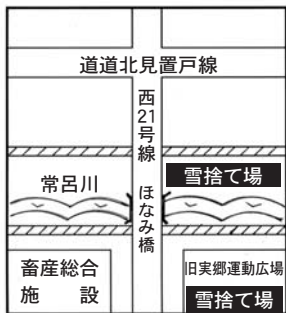 道道北見置戸線
西21号線 ほなみ橋
雪捨て場
常呂川
畜産総合
施設
旧実郷運動広場
雪捨て場